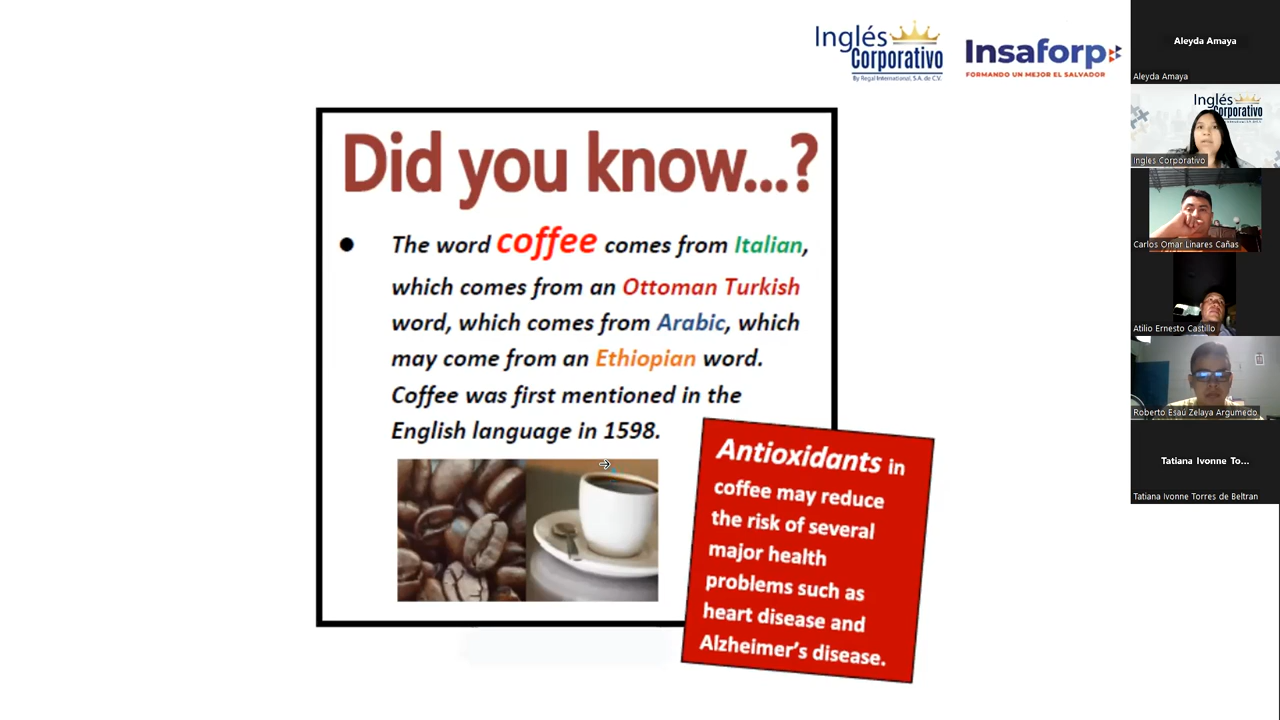 Inglés
Corporativo
By Regal International, S.A. de C.V.
Insaforp
FORMANDO UN MEJOR EL SALVADOR
Did you know...?
● The word coffee comes from Italian,
which comes from an Ottoman Turkish
word, which comes from Arabic, which
may come from an Ethiopian word.
Coffee was first mentioned in the
English language in 1598.
Antioxidants in
coffee may reduce
the risk of several
major health
problems such as
heart disease and
Alzheimer's disease.
Aleyda Amaya
Aleyda Amaya
Inglés
Corporativo
Ingles Corporativo
Carlos Omar Linares Cañas
Atilio Ernesto Castillo
Roberto Esaú Zelaya Argumedo
Tatiana Ivonne To...
Tatiana Ivonne Torres de Beltran